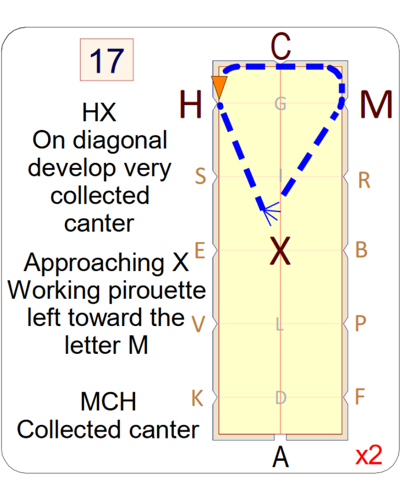 17
C
H
M
G
HX
On diagonal
develop very
collected
canter
S
I
R
E
X
B
Approaching X
Working pirouette
left toward the
letter M
V
L
P
K
D
F
MCH
Collected canter
A
x2